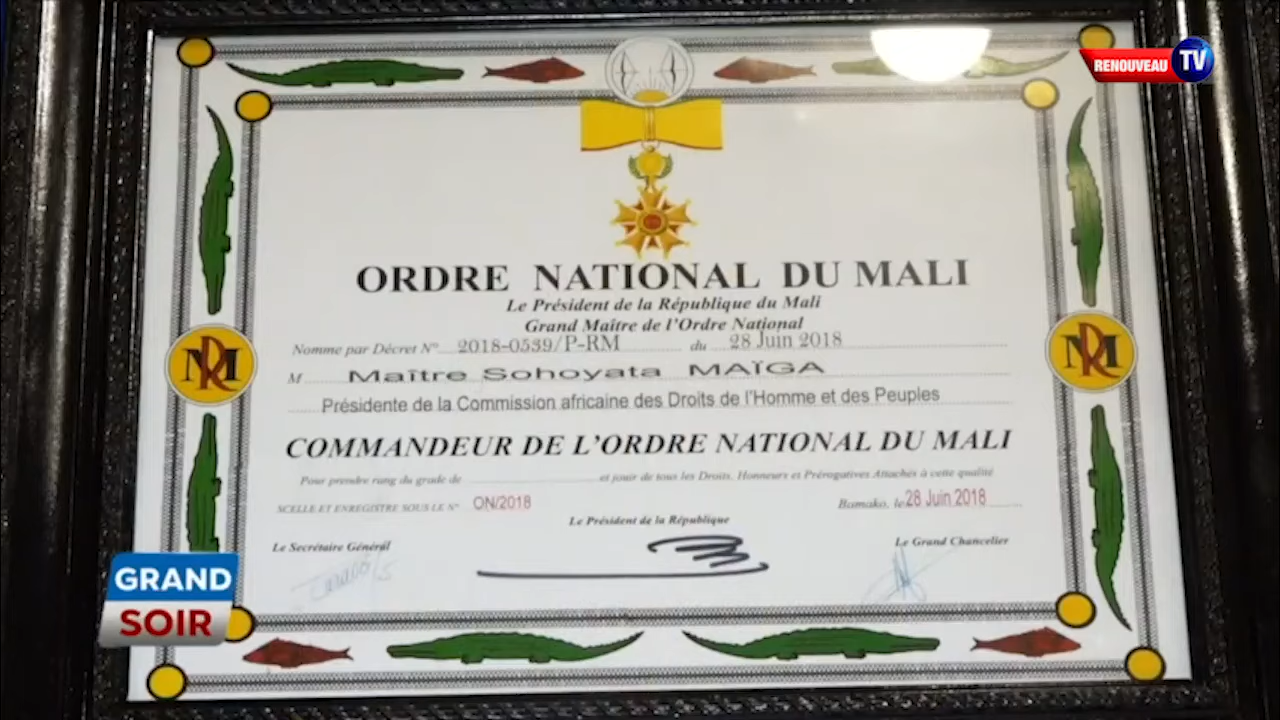 RENOUVEAU TV
ORDRE NATIONAL DU MALI
Le Président de la République du Mali
Grand Maître de l'Ordre National
Nomme par Décret N° 2018-0539/P-RM du 28 Juin 2018
M Maître Sohoyata MAÏGA
Présidente de la Commission africaine des Droits de l'Homme et des Peuples
COMMANDEUR DE L'ORDRE NATIONAL DU MALI
Pour prendre rang du grade de et jouir de tous les Droits, Honneurs et Prérogatives Attachés à cette qualité
SCELLE ET ENREGISTRE SOUS LE N° ON/2018
Bamako, le 28 Juin 2018
Le Président de la République
Le Secrétaire Général
Le Grand Chancelier
GRAND
SOIR